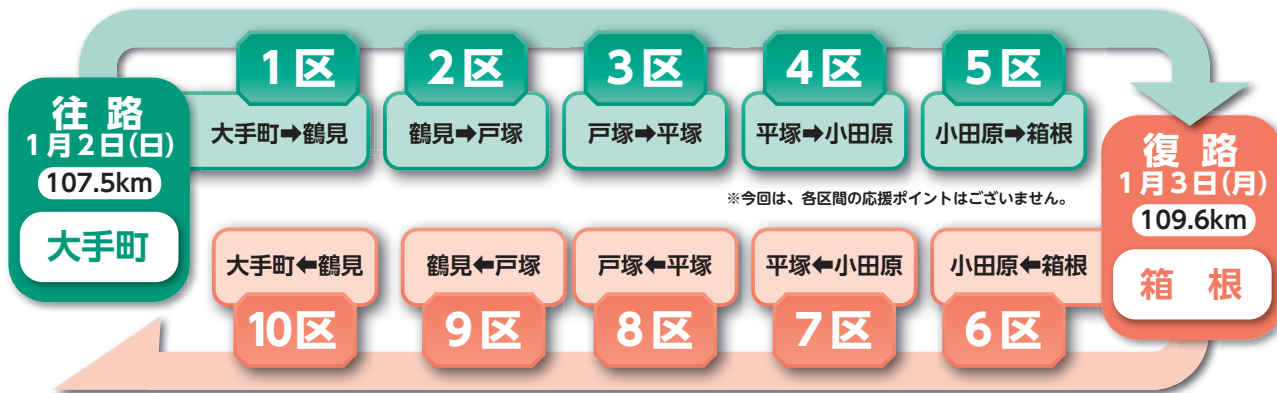 往路
1月2日(日)
107.5km
大手町
1区
大手町➡鶴見
2区
鶴見➡戸塚
3区
戸塚➡平塚
4区
平塚➡小田原
5区
小田原➡箱根
※今回は、各区間の応援ポイントはございません。
復路
1月3日(月)
109.6km
箱根
小田原⬅箱根
6区
平塚⬅小田原
7区
戸塚⬅平塚
8区
鶴見⬅戸塚
9区
大手町⬅鶴見
10区